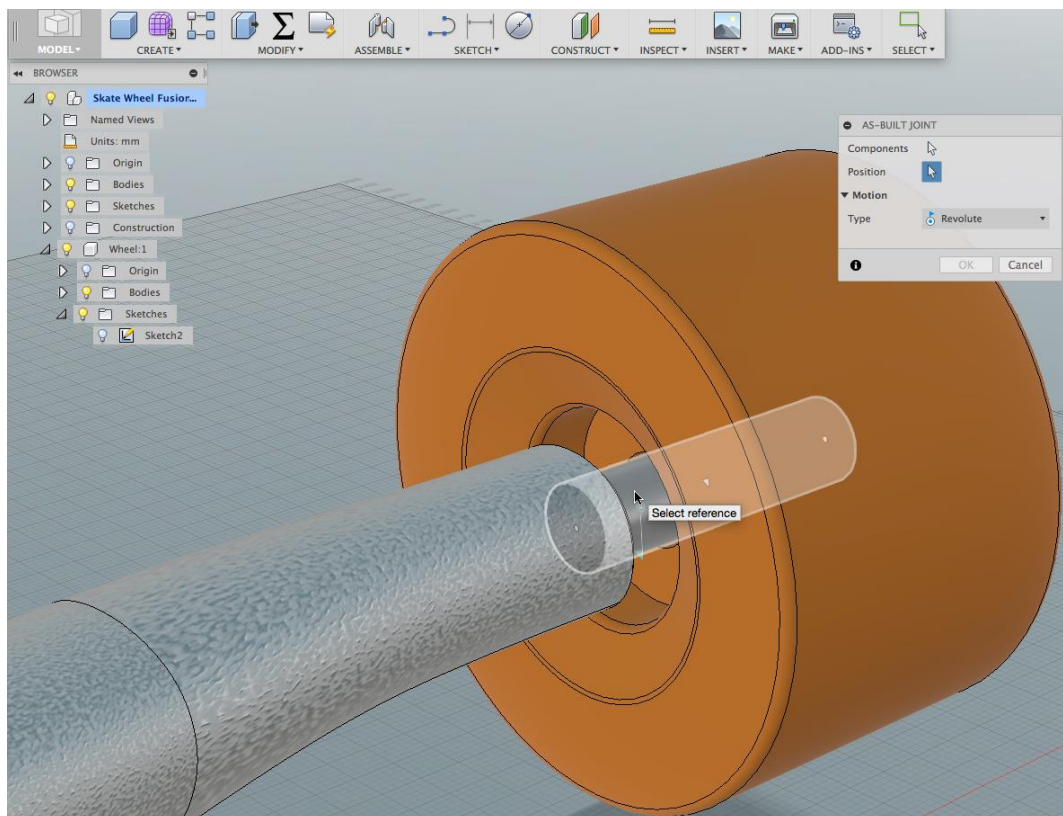 MODEL
CREATE
MODIFY
ASSEMBLE
SKETCH
CONSTRUCT
INSPECT
INSERT
MAKE
ADD-INS
SELECT
BROWSER
Skate Wheel Fusior...
Named Views
Units: mm
Origin
Bodies
Sketches
Construction
Wheel:1
Origin
Bodies
Sketches
Sketch2
AS-BUILT JOINT
Components
Position
Motion
Type Revolute
OK Cancel
Select reference